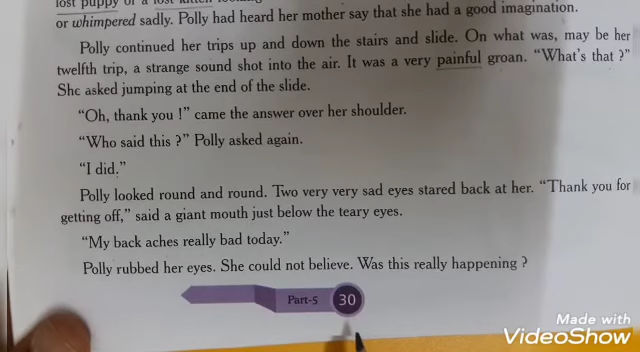 lost puppy or a lost kitten
or whimpered sadly. Polly had heard her mother say that she had a good imagination.
Polly continued her trips up and down the stairs and slide. On what was, may be her
twelfth trip, a strange sound shot into the air. It was a very painful groan. “What's that ?”
She asked jumping at the end of the slide.
“Oh, thank you !” came the answer over her shoulder.
“Who said this ?” Polly asked again.
“I did.”
Polly looked round and round. Two very very sad eyes stared back at her. “Thank you for
getting off,” said a giant mouth just below the teary eyes.
“My back aches really bad today.”
Polly rubbed her eyes. She could not believe. Was this really happening ?
Part-5 30
Made with
VideoShow